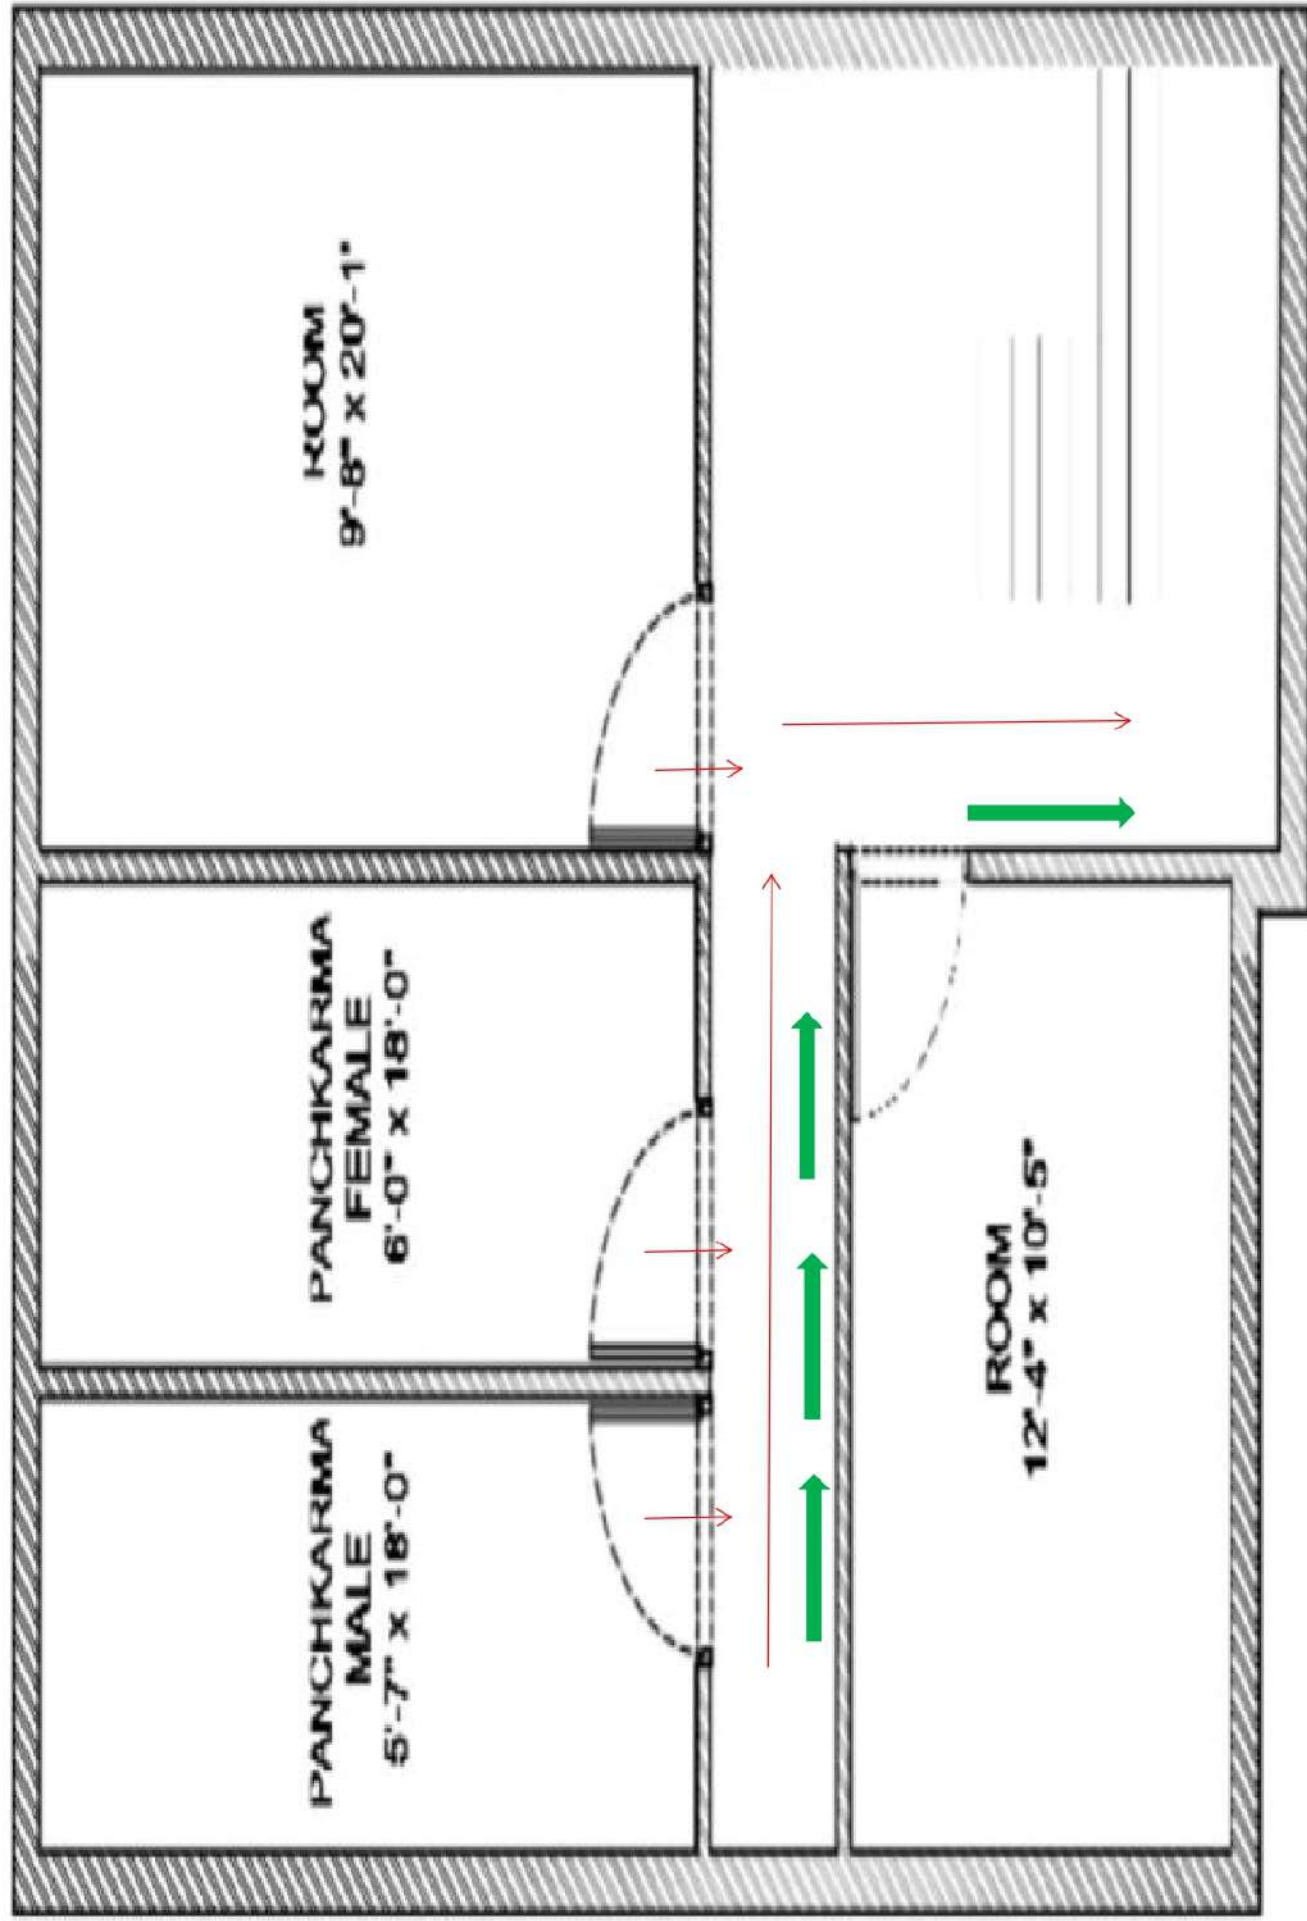 ROOM
9'-8" x 20'-1"
PANCHKARMA
FEMALE
6'-0" x 18'-0"
PANCHKARMA
MALE
5'-7" x 18'-0"
ROOM
12'-4" x 10'-5"